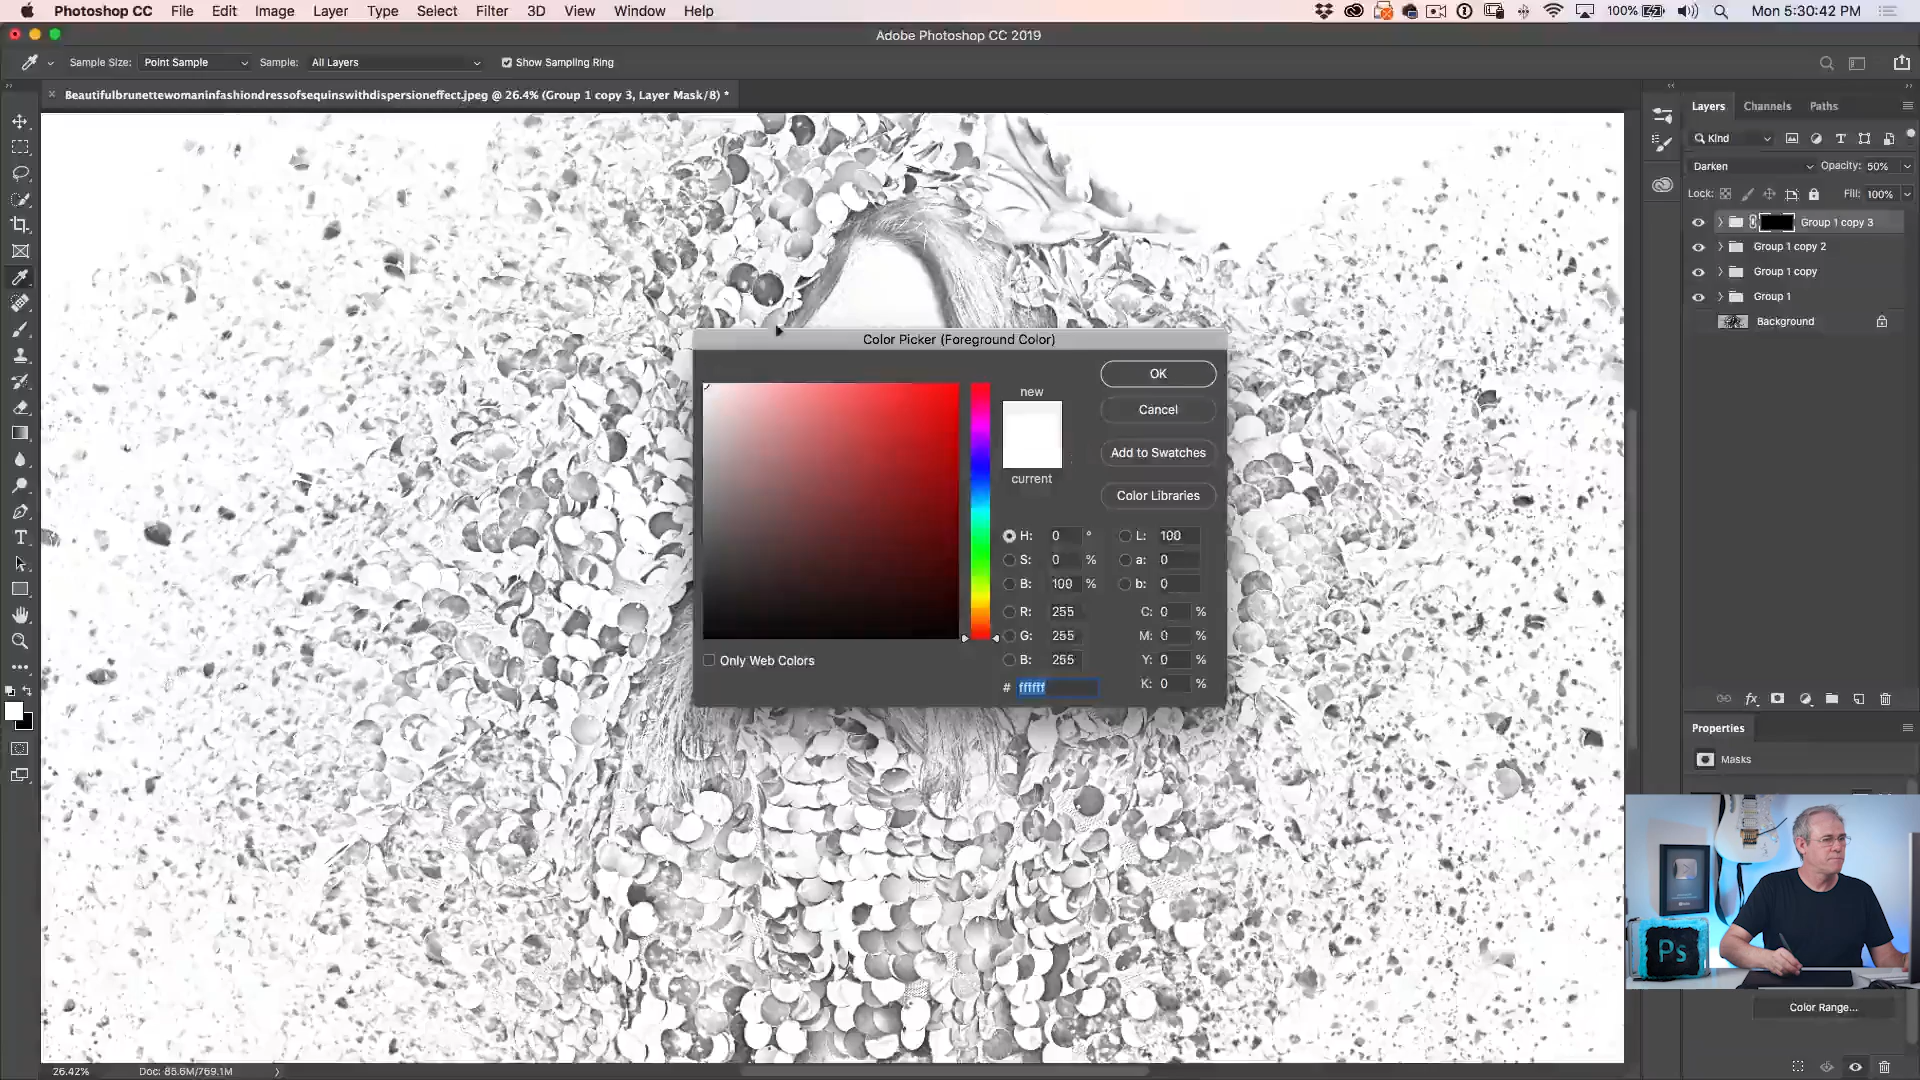 Photoshop CC File Edit Image Layer Type Select Filter 3D View Window Help 100% Mon 5:30:42 PM
Adobe Photoshop CC 2019
Sample Size: Point Sample Sample: All Layers Show Sampling Ring
BeautifulbrunettewomaninfashiondressofsequinswithdispersionEffect.jpeg @ 26.4% (Group 1 copy 3, Layer Mask/8) *
Layers Channels Paths
Kind
Darken Opacity: 50%
Lock: Fill: 100%
Group 1 copy 3
Group 1 copy 2
Group 1 copy
Group 1
Background
Color Picker (Foreground Color)
OK
new
Cancel
Add to Swatches
current
Color Libraries
H: 0 ° L: 100
S: 0 % a: 0
B: 100 % b: 0
R: 255 C: 0 %
G: 255 M: 0 %
B: 255 Y: 0 %
# ffffff K: 0 %
Only Web Colors
Properties
Masks
Ps
Color Range...
26.42% Doc: 85.6M/769.1M